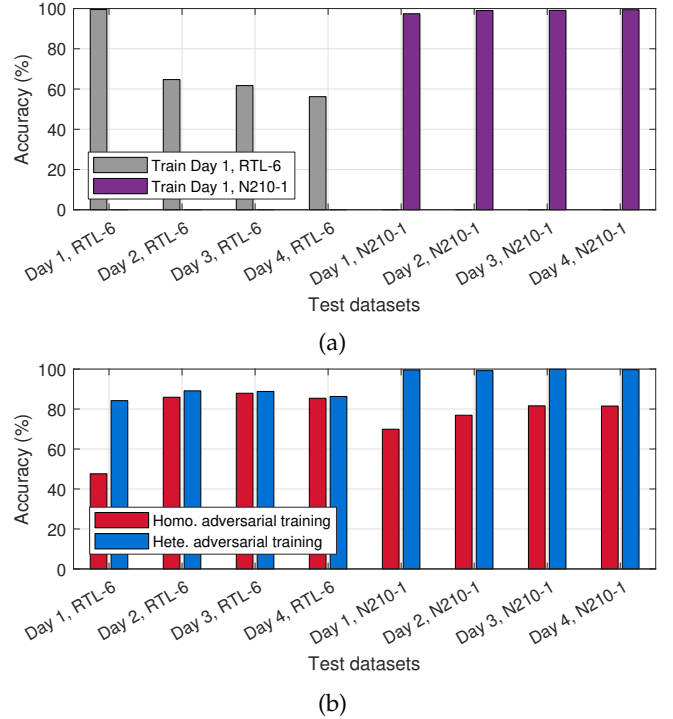 100
80
60
40
20
0
Accuracy (%)
Train Day 1, RTL-6
Train Day 1, N210-1
Day 1, RTL-6
Day 2, RTL-6
Day 3, RTL-6
Day 4, RTL-6
Day 1, N210-1
Day 2, N210-1
Day 3, N210-1
Day 4, N210-1
Test datasets
(a)
100
80
60
40
20
0
Accuracy (%)
Homo. adversarial training
Hete. adversarial training
Day 1, RTL-6
Day 2, RTL-6
Day 3, RTL-6
Day 4, RTL-6
Day 1, N210-1
Day 2, N210-1
Day 3, N210-1
Day 4, N210-1
Test datasets
(b)